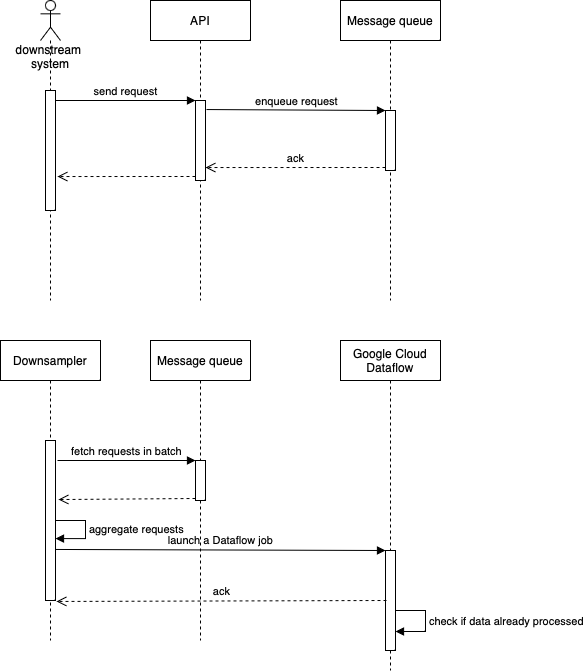 API
Message queue
downstream
system
send request
enqueue request
ack
Downsampler
Message queue
Google Cloud
Dataflow
fetch requests in batch
aggregate requests
launch a Dataflow job
ack
check if data already processed